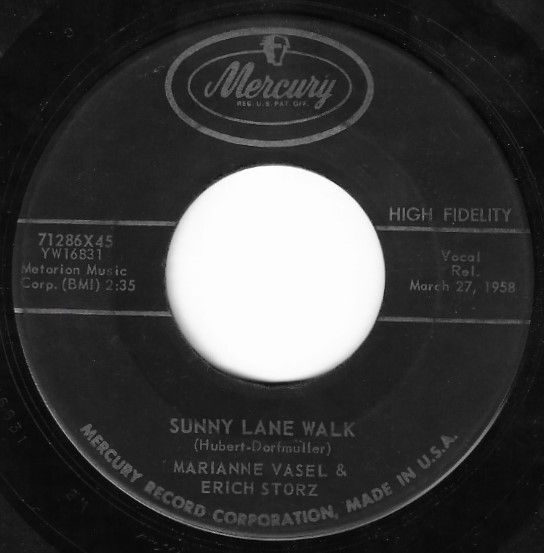 Mercury
REG. U.S. PAT. OFF.
HIGH FIDELITY
71286X45
YW16831
Metorion Music
Corp. (BMI) 2:35
Vocal
Rel.
March 27, 1958
SUNNY LANE WALK
(Hubert-Dorfmüller)
MARIANNE VASEL &
ERICH STORZ
MERCURY RECORD CORPORATION, MADE IN U.S.A.